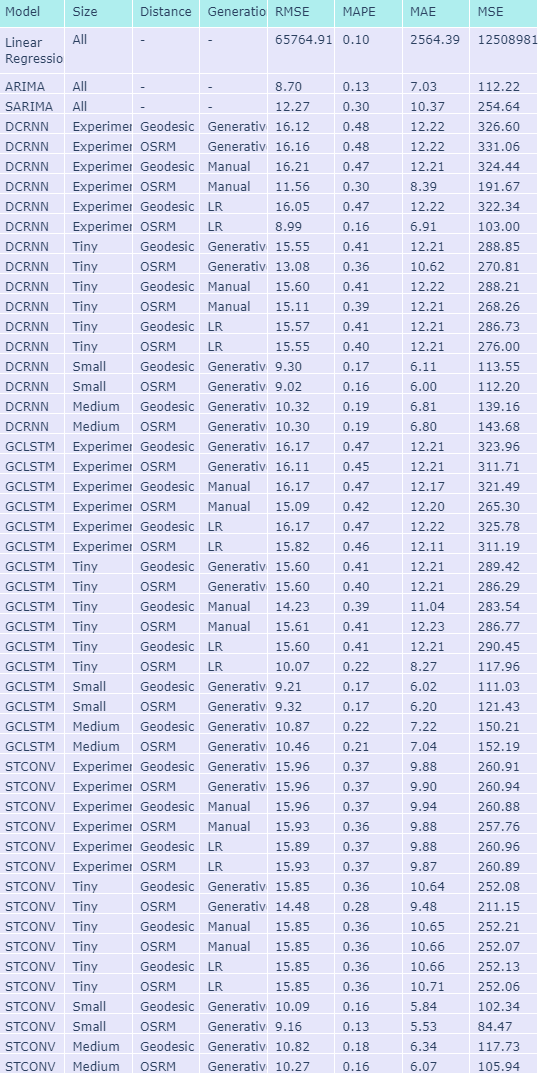 Model Size Distance Generatio RMSE MAPE MAE MSE
Linear Regressio All - - 65764.91 0.10 2564.39 12508981
ARIMA All - - 8.70 0.13 7.03 112.22
SARIMA All - - 12.27 0.30 10.37 254.64
DCRNN Experimer Geodesic Generativ 16.12 0.48 12.22 326.60
DCRNN Experimer OSRM Generativ 16.16 0.48 12.22 331.06
DCRNN Experimer Geodesic Manual 16.21 0.47 12.21 324.44
DCRNN Experimer OSRM Manual 11.56 0.30 8.39 191.67
DCRNN Experimer Geodesic LR 16.05 0.47 12.22 322.34
DCRNN Experimer OSRM LR 8.99 0.16 6.91 103.00
DCRNN Tiny Geodesic Generativ 15.55 0.41 12.21 288.85
DCRNN Tiny OSRM Generativ 13.08 0.36 10.62 270.81
DCRNN Tiny Geodesic Manual 15.60 0.41 12.22 288.21
DCRNN Tiny OSRM Manual 15.11 0.39 12.21 268.26
DCRNN Tiny Geodesic LR 15.57 0.41 12.21 286.73
DCRNN Tiny OSRM LR 15.55 0.40 12.21 276.00
DCRNN Small Geodesic Generativ 9.30 0.17 6.11 113.55
DCRNN Small OSRM Generativ 9.02 0.16 6.00 112.20
DCRNN Medium Geodesic Generativ 10.32 0.19 6.81 139.16
DCRNN Medium OSRM Generativ 10.30 0.19 6.80 143.68
GCLSTM Experimer Geodesic Generativ 16.17 0.47 12.21 323.96
GCLSTM Experimer OSRM Generativ 16.11 0.45 12.21 311.71
GCLSTM Experimer Geodesic Manual 16.17 0.47 12.17 321.49
GCLSTM Experimer OSRM Manual 15.09 0.42 12.20 265.30
GCLSTM Experimer Geodesic LR 16.17 0.47 12.22 325.78
GCLSTM Experimer OSRM LR 15.82 0.46 12.11 311.19
GCLSTM Tiny Geodesic Generativ 15.60 0.41 12.21 289.42
GCLSTM Tiny OSRM Generativ 15.60 0.40 12.21 286.29
GCLSTM Tiny Geodesic Manual 14.23 0.39 11.04 283.54
GCLSTM Tiny OSRM Manual 15.61 0.41 12.23 286.77
GCLSTM Tiny Geodesic LR 15.60 0.41 12.21 290.45
GCLSTM Tiny OSRM LR 10.07 0.22 8.27 117.96
GCLSTM Small Geodesic Generativ 9.21 0.17 6.02 111.03
GCLSTM Small OSRM Generativ 9.32 0.17 6.20 121.43
GCLSTM Medium Geodesic Generativ 10.87 0.22 7.22 150.21
GCLSTM Medium OSRM Generativ 10.46 0.21 7.04 152.19
STCONV Experimer Geodesic Generativ 15.96 0.37 9.88 260.91
STCONV Experimer OSRM Generativ 15.96 0.37 9.90 260.94
STCONV Experimer Geodesic Manual 15.96 0.37 9.94 260.88
STCONV Experimer OSRM Manual 15.93 0.36 9.88 257.76
STCONV Experimer Geodesic LR 15.89 0.37 9.88 260.96
STCONV Experimer OSRM LR 15.93 0.37 9.87 260.89
STCONV Tiny Geodesic Generativ 15.85 0.36 10.64 252.08
STCONV Tiny OSRM Generativ 14.48 0.28 9.48 211.15
STCONV Tiny Geodesic Manual 15.85 0.36 10.65 252.21
STCONV Tiny OSRM Manual 15.85 0.36 10.66 252.07
STCONV Tiny Geodesic LR 15.85 0.36 10.66 252.13
STCONV Tiny OSRM LR 15.85 0.36 10.71 252.06
STCONV Small Geodesic Generativ 10.09 0.16 5.84 102.34
STCONV Small OSRM Generativ 9.16 0.13 5.53 84.47
STCONV Medium Geodesic Generativ 10.82 0.18 6.34 117.73
STCONV Medium OSRM Generativ 10.27 0.16 6.07 105.94